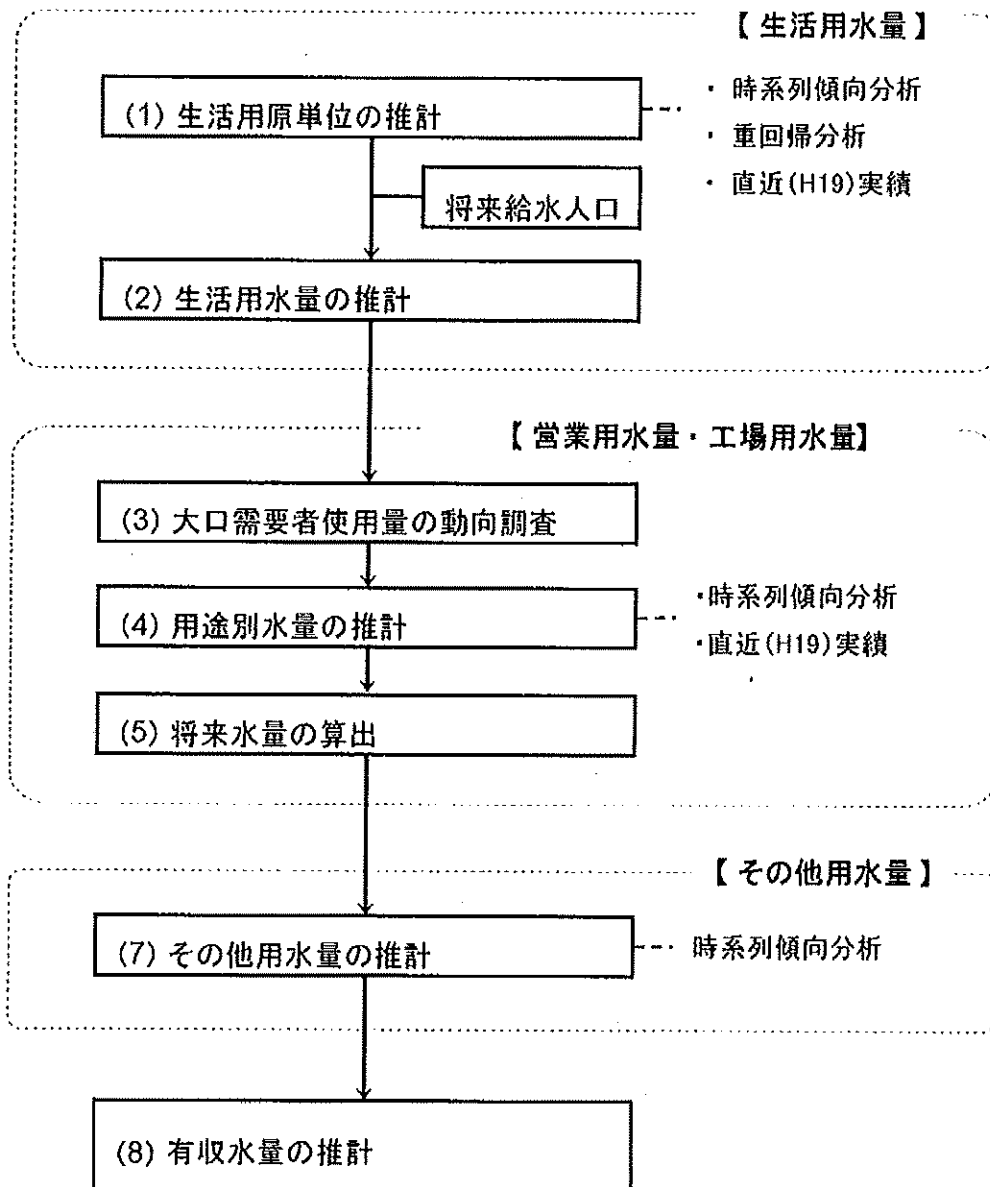 【 生活用水量 】
(1) 生活用原単位の推計
・ 時系列傾向分析
・ 重回帰分析
・ 直近(H19)実績
将来給水人口
(2) 生活用水量の推計
【 営業用水量・工場用水量】
(3) 大口需要者使用量の動向調査
(4) 用途別水量の推計
・時系列傾向分析
・直近(H19)実績
(5) 将来水量の算出
【 その他用水量 】
(7) その他用水量の推計
時系列傾向分析
(8) 有収水量の推計